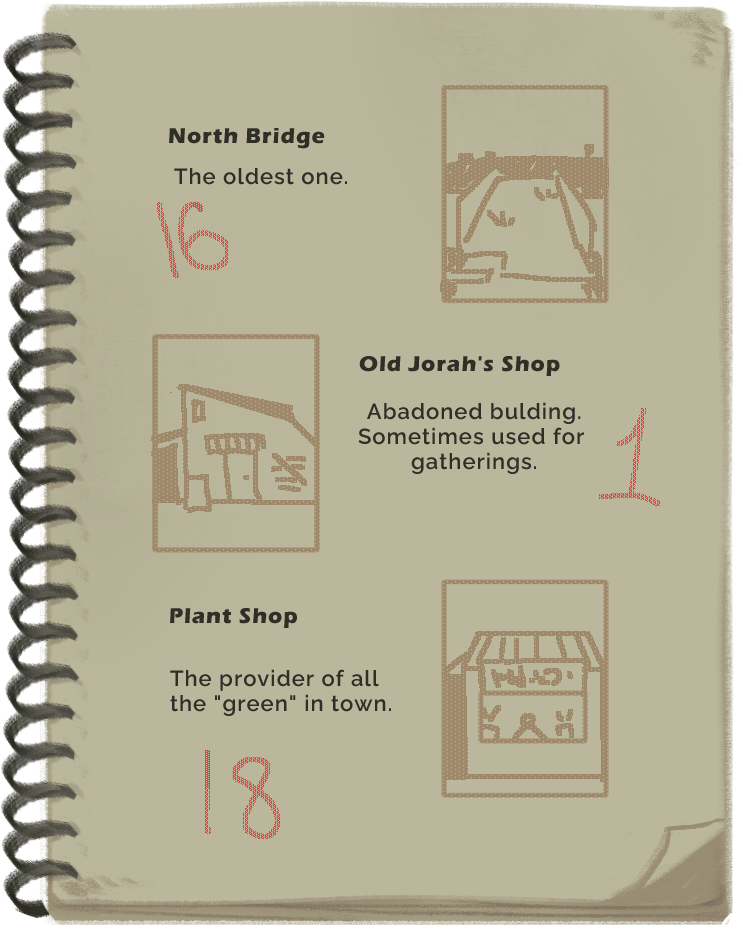 North Bridge
The oldest one.
16
Old Jorah's Shop
Abadoned bulding.
Sometimes used for
gatherings.
1
Plant Shop
The provider of all
the "green" in town.
18